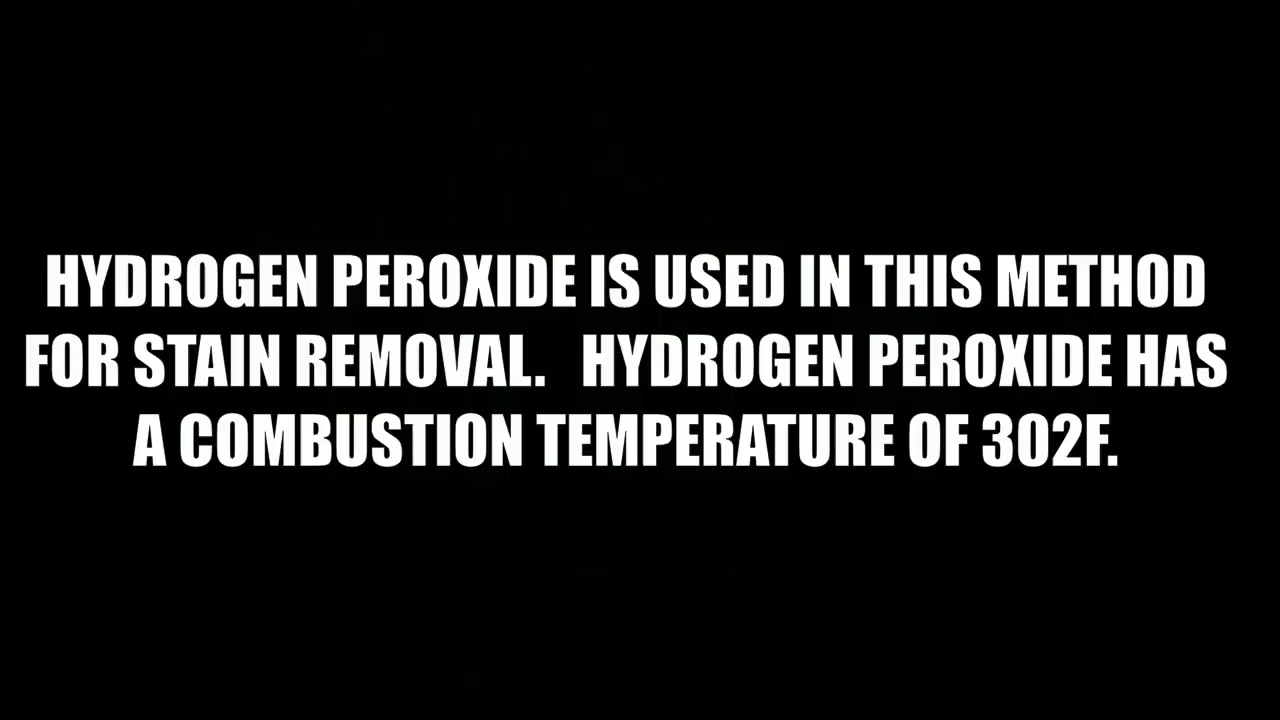 HYDROGEN PEROXIDE IS USED IN THIS METHOD
FOR STAIN REMOVAL. HYDROGEN PEROXIDE HAS
A COMBUSTION TEMPERATURE OF 302F.